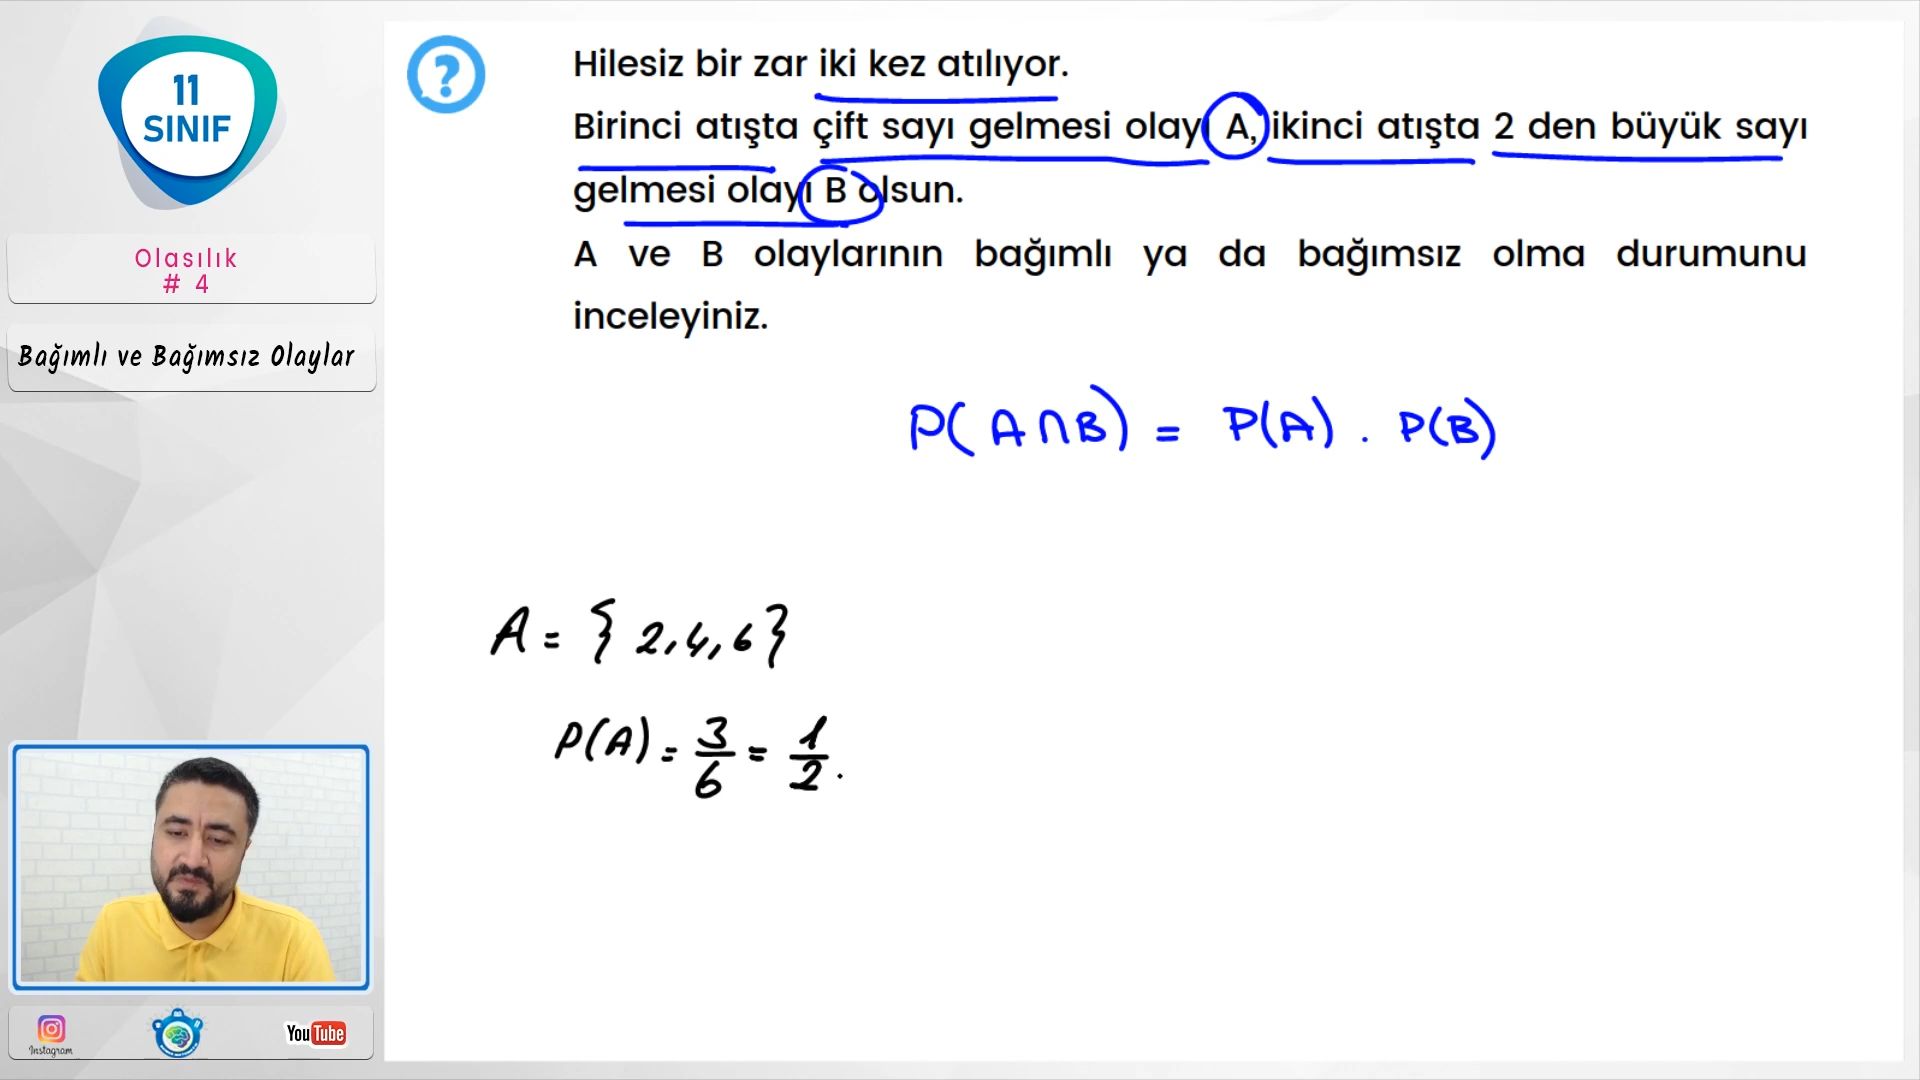 11
SINIF
Olasılık
# 4
Bağımlı ve Bağımsız Olaylar
Instagram
YouTube
Hilesiz bir zar iki kez atılıyor.
Birinci atışta çift sayı gelmesi olayı A, ikinci atışta 2 den büyük sayı
gelmesi olayı B olsun.
A ve B olaylarının bağımlı ya da bağımsız olma durumunu
inceleyiniz.
P(A∩B) = P(A) . P(B)
A = { 2,4,6}
P(A) = 3/6 = 1/2.